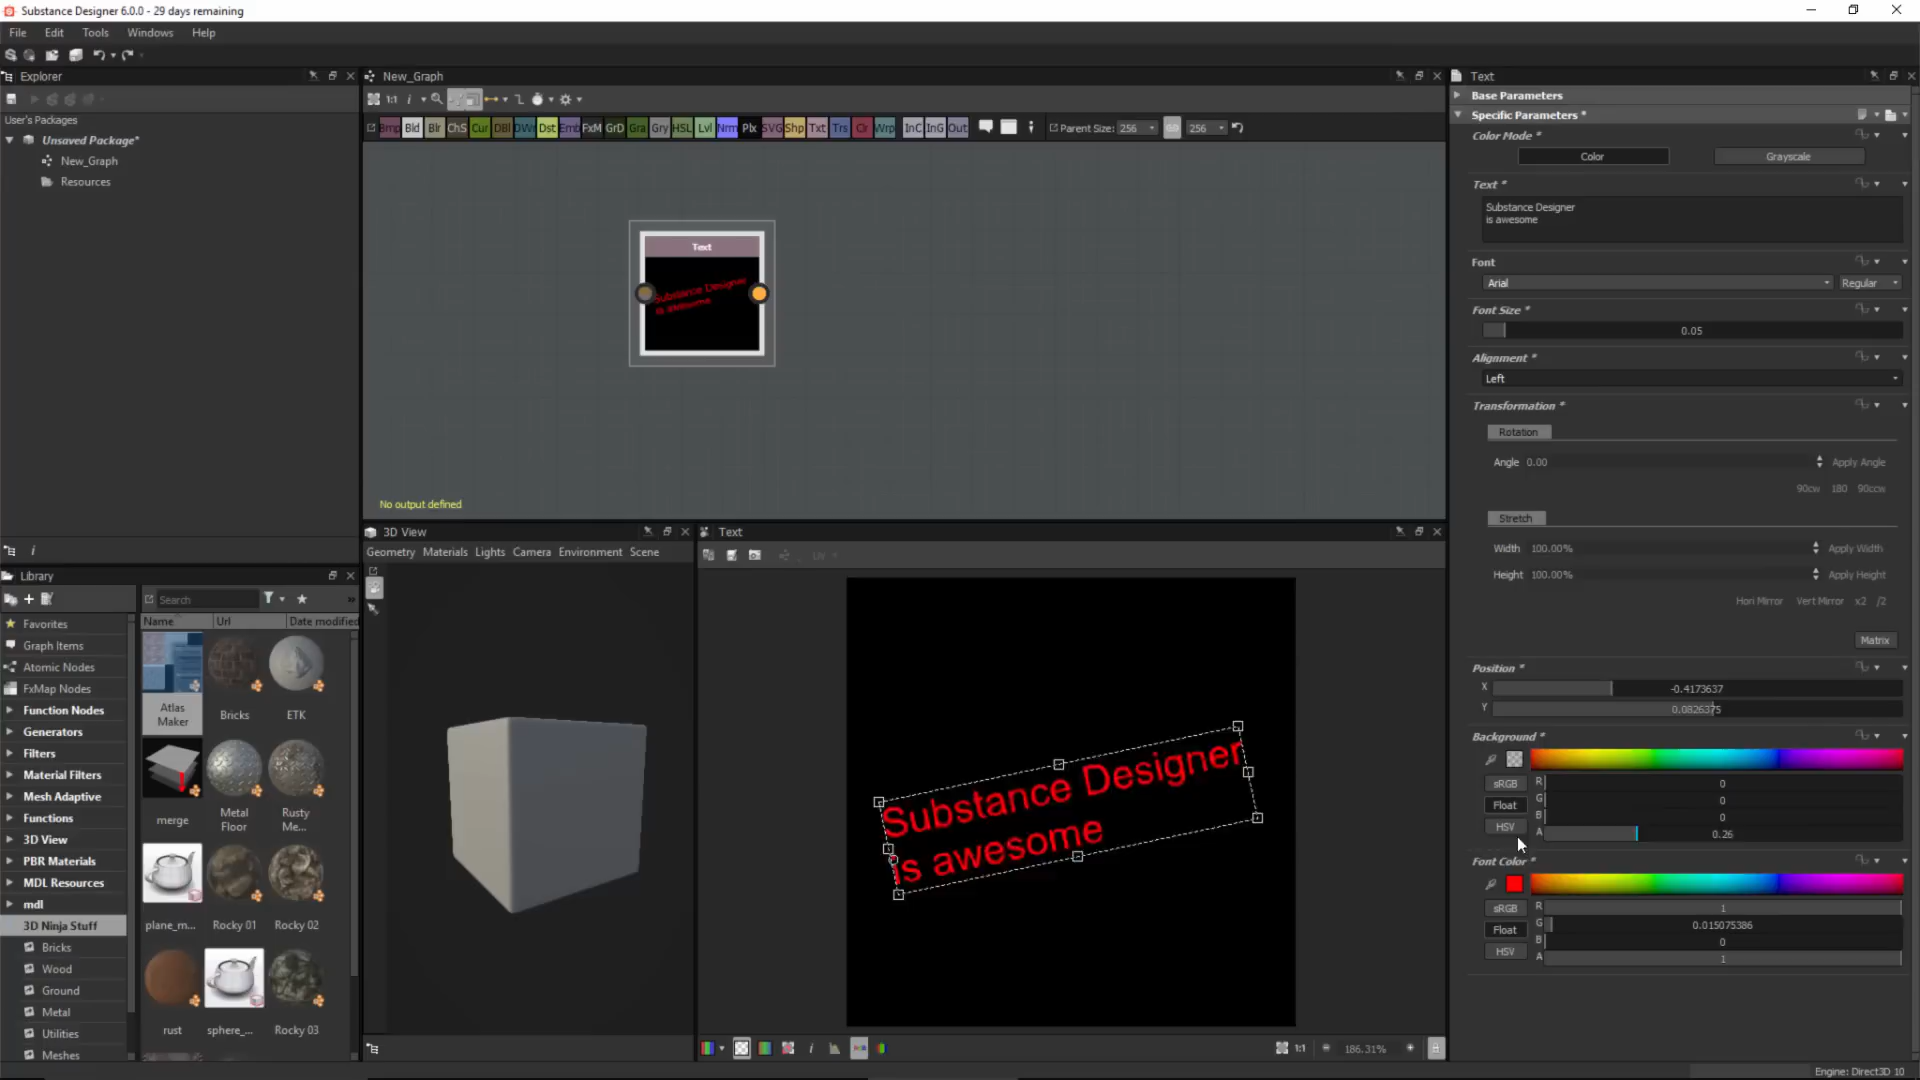 Substance Designer 6.0.0 - 29 days remaining
File Edit Tools Windows Help
Explorer
User's Packages
Unsaved Package*
New_Graph
Resources
New_Graph
1:1
Bmp Bld Blr ChS Cur DBl DWr Dst Emb FxM GrD Gra Gry HSL Lvl Nrm Plx SVG Shp Txt Trs Clr Wrp InC InG Out Parent Size: 256 256
Text
Substance Designer
is awesome
No output defined
Library
Search
Name Url Date modified
Favorites
Graph Items
Atomic Nodes
FxMap Nodes
Function Nodes
Generators
Filters
Material Filters
Mesh Adaptive
Functions
3D View
PBR Materials
MDL Resources
mdl
3D Ninja Stuff
Bricks
Wood
Ground
Metal
Utilities
Meshes
Atlas Maker
Bricks
ETK
merge
Metal Floor
Rusty Me...
plane_m...
Rocky 01
Rocky 02
rust
sphere_...
Rocky 03
3D View
Geometry Materials Lights Camera Environment Scene
Text
UV
Substance Designer
is awesome
1:1
186.31%
Text
Base Parameters
Specific Parameters *
Color Mode *
Color Grayscale
Text *
Substance Designer
is awesome
Font
Arial Regular
Font Size *
0.05
Alignment *
Left
Transformation *
Rotation
Angle 0.00 Apply Angle
90cw 180 90ccw
Stretch
Width 100.00% Apply Width
Height 100.00% Apply Height
Hori Mirror Vert Mirror x2 /2
Matrix
Position *
X -0.4173637
Y 0.0826375
Background *
sRGB R 0
Float G 0
B 0
HSV A 0.26
Font Color *
sRGB R 1
Float G 0.015075386
B 0
HSV A 1
Engine: Direct3D 10